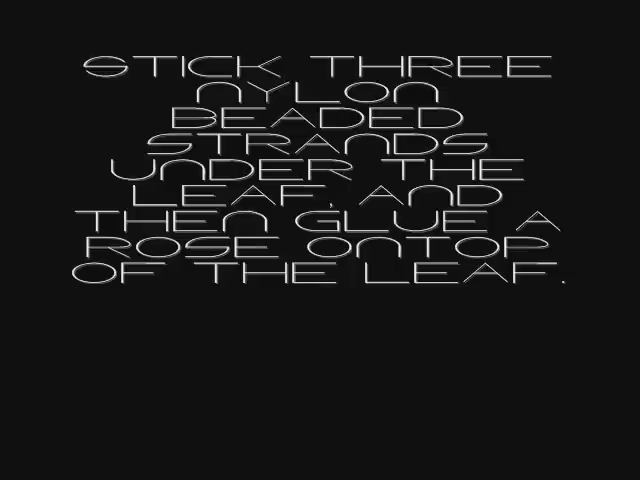 STICK THREE
NYLON
BEADED
STRANDS
UNDER THE
LEAF, AND
THEN GLUE A
ROSE ONTOP
OF THE LEAF.